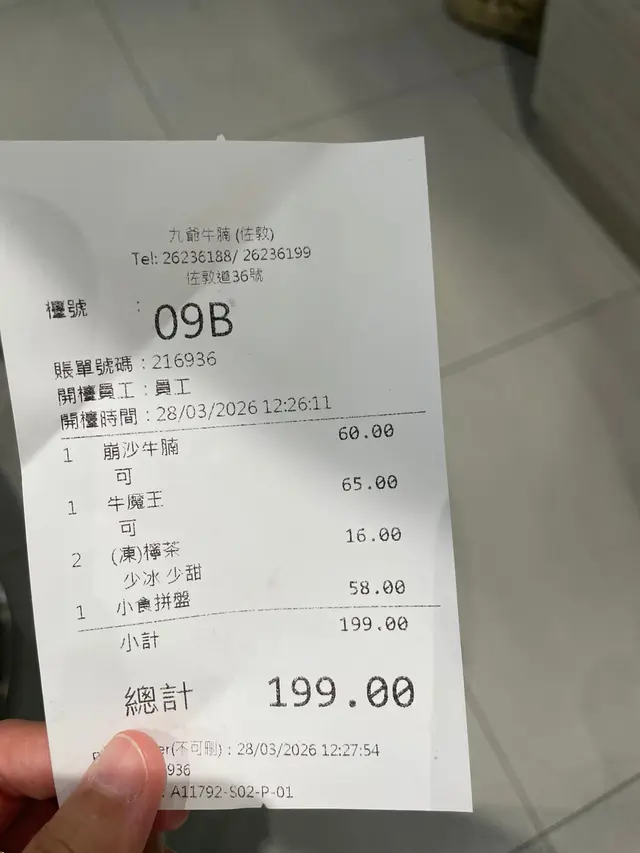 九爺牛腩 (佐敦)
Tel: 26236188/ 26236199
佐敦道36號
檯號 :
09B
賬單號碼 : 216936
開檯員工 : 員工
開檯時間 : 28/03/2026 12:26:11
1 崩沙牛腩 60.00
可
1 牛魔王 65.00
可
2 (凍)檸茶 16.00
少冰 少甜
1 小食拼盤 58.00
小計 199.00
總計 199.00
er(不可刪) : 28/03/2026 12:27:54
936
A11792-S02-P-01